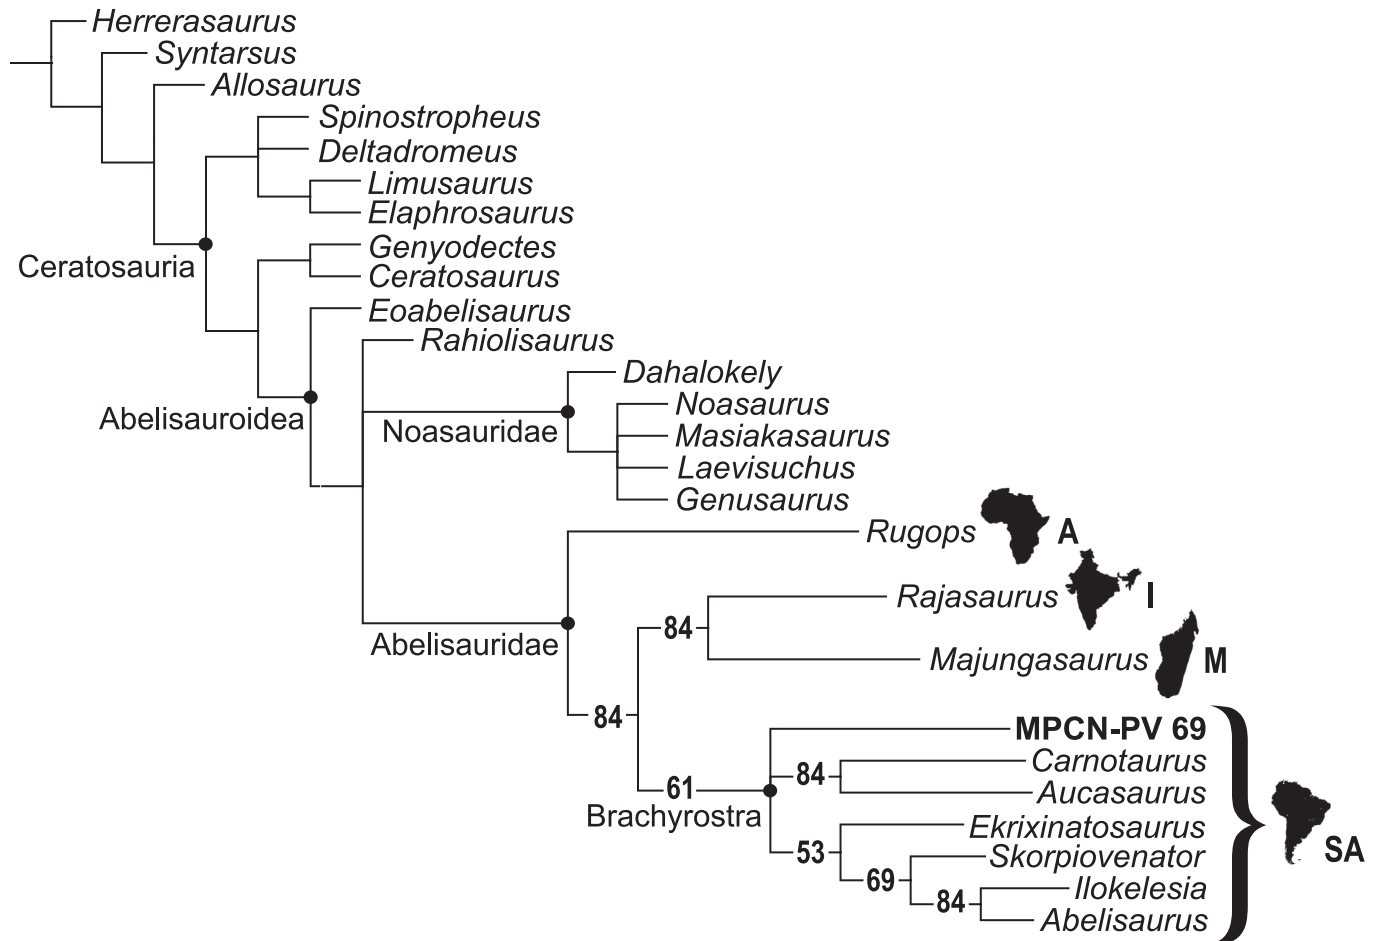 Herrerasaurus
Syntarsus
Allosaurus
Spinostropheus
Deltadromeus
Limusaurus
Elaphrosaurus
Genyodectes
Ceratosauria
Ceratosaurus
Eoabelisaurus
Rahiolisaurus
Dahalokely
Abelisauroidea
Noasaurus
Noasauridae
Masiakasaurus
Laevisuchus
Genusaurus
Rugops A
Rajasaurus I
84
Abelisauridae
Majungasaurus M
84
MPCN-PV 69
Carnotaurus
84
61
Aucasaurus
Brachyrostra
Ekrixinatosaurus
53
Skorpiovenator
SA
69
Ilokelesia
84
Abelisaurus